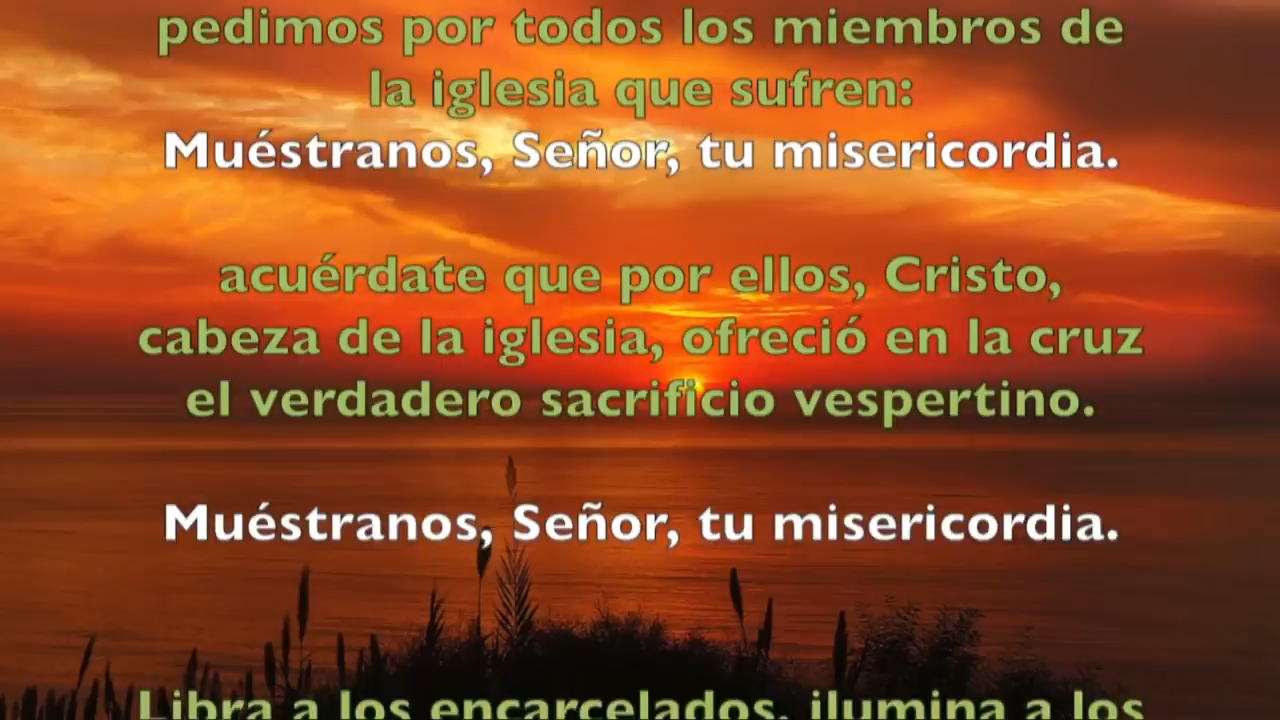 pedimos por todos los miembros de
la iglesia que sufren:
Muéstranos, Señor, tu misericordia.
acuérdate que por ellos, Cristo,
cabeza de la iglesia, ofreció en la cruz
el verdadero sacrificio vespertino.
Muéstranos, Señor, tu misericordia.
Libra a los encarcelados, ilumina a los